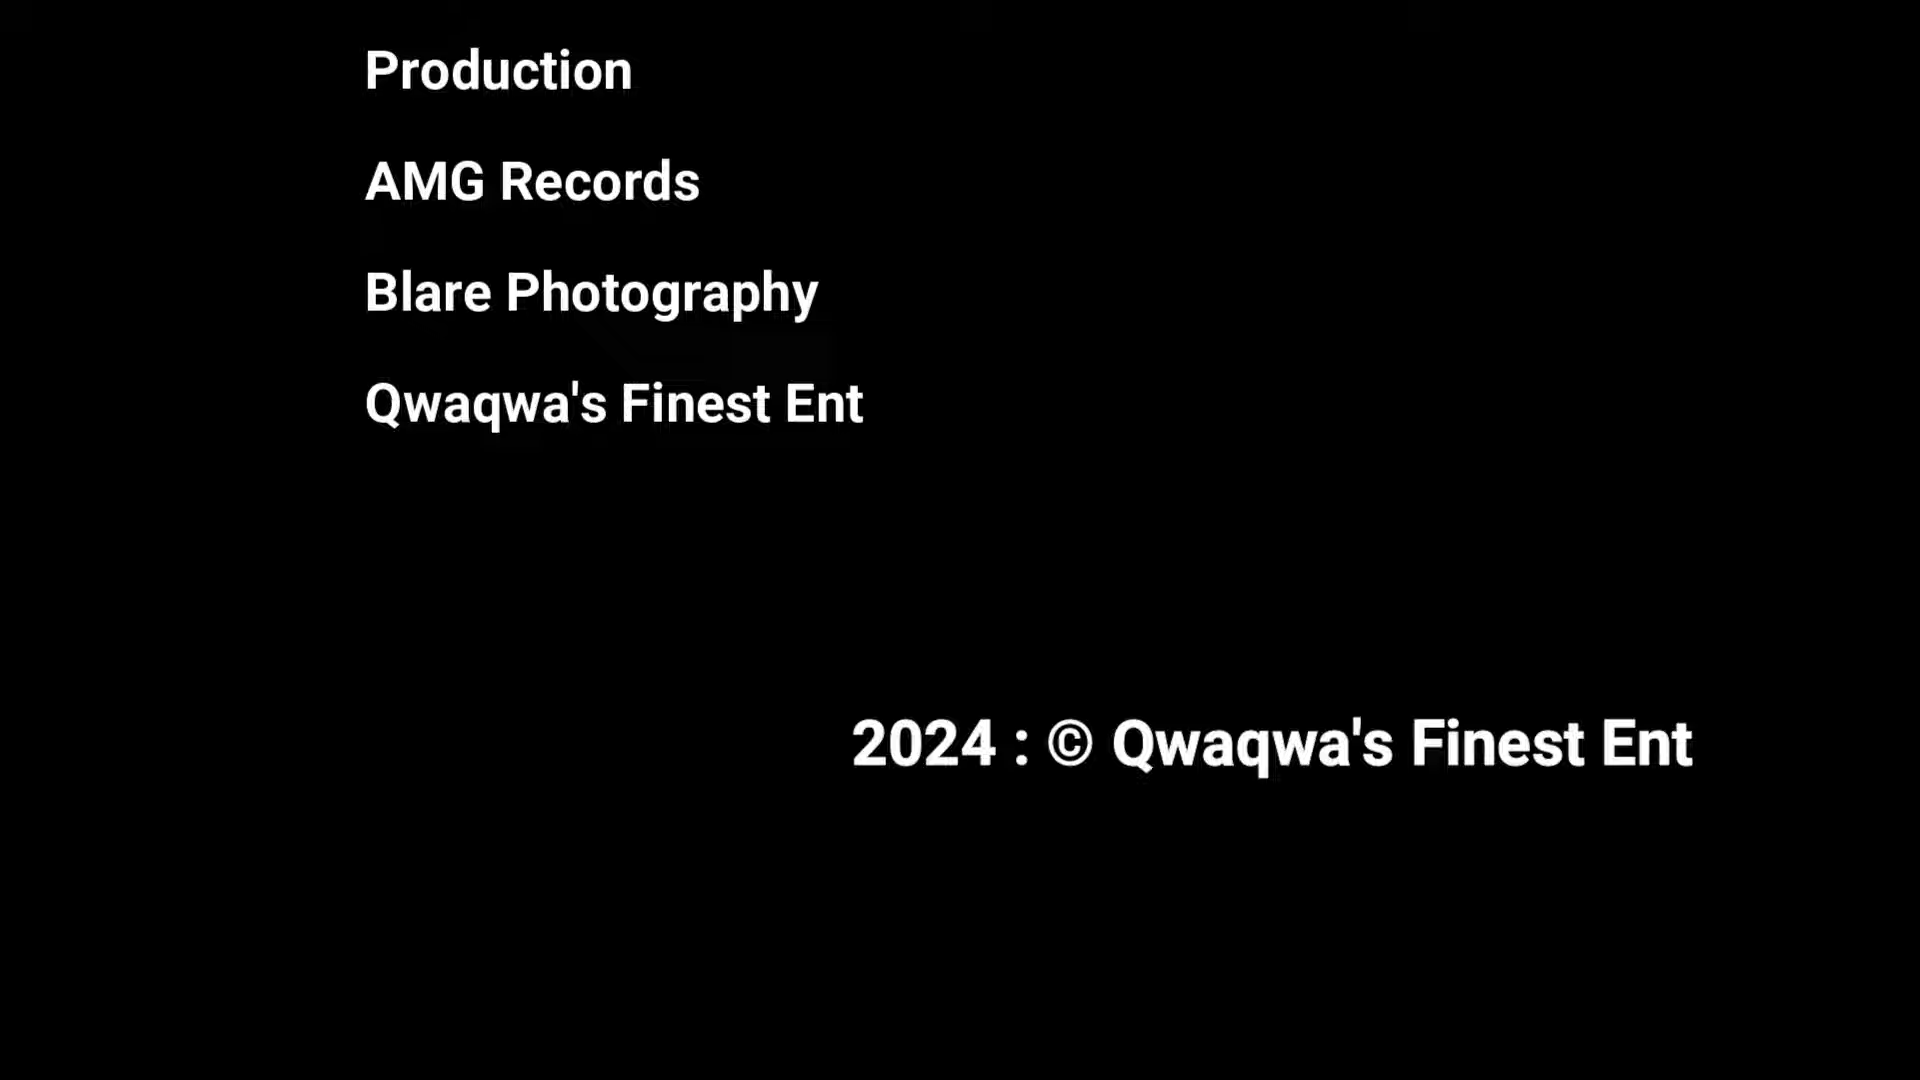 Production
AMG Records
Blare Photography
Qwaqwa's Finest Ent
2024 : © Qwaqwa's Finest Ent